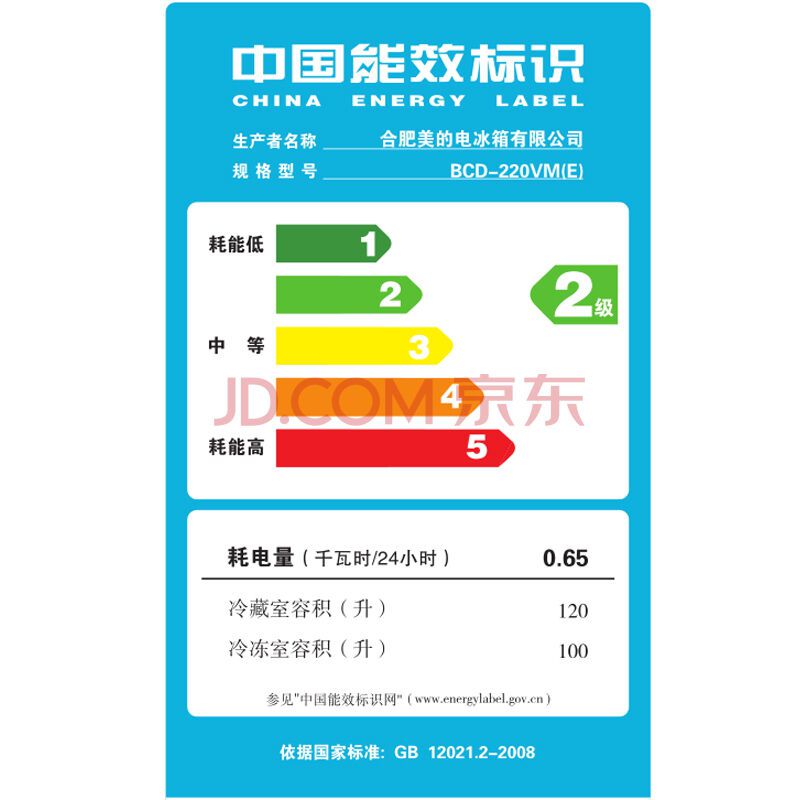 中国能效标识
CHINA ENERGY LABEL
生产者名称 合肥美的电冰箱有限公司
规格型号 BCD-220VM(E)
耗能低 1
2
2级
中 等 3
4
JD.COM 京东
耗能高 5
耗电量(千瓦时/24小时) 0.65
冷藏室容积(升) 120
冷冻室容积(升) 100
参见"中国能效标识网"(www.energylabel.gov.cn)
依据国家标准: GB 12021.2-2008